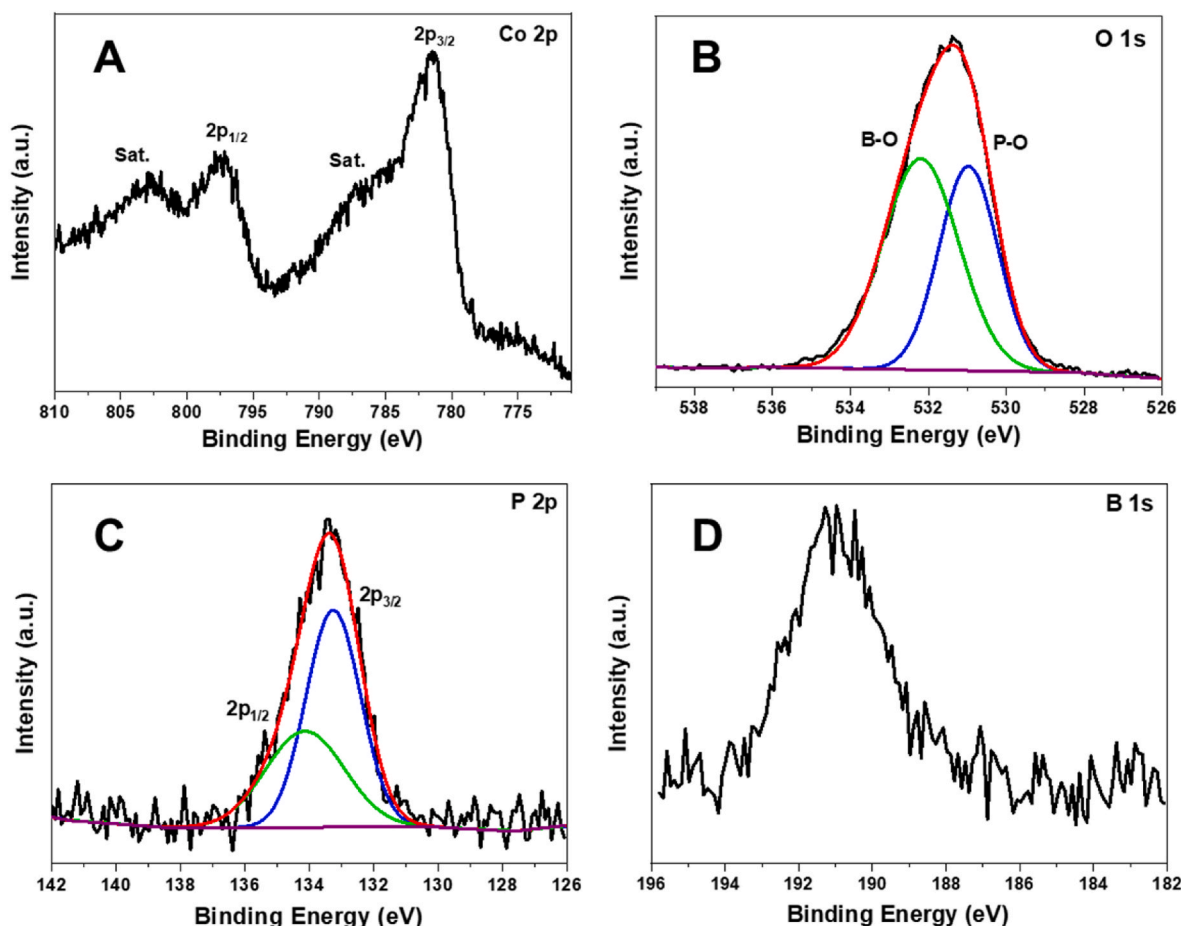 A
Co 2p
2p3/2
2p1/2
Sat.
Sat.
Intensity (a.u.)
810 805 800 795 790 785 780 775
Binding Energy (eV)
B
O 1s
B-O
P-O
Intensity (a.u.)
538 536 534 532 530 528 526
Binding Energy (eV)
C
P 2p
2p3/2
2p1/2
Intensity (a.u.)
142 140 138 136 134 132 130 128 126
Binding Energy (eV)
D
B 1s
Intensity (a.u.)
196 194 192 190 188 186 184 182
Binding Energy (eV)